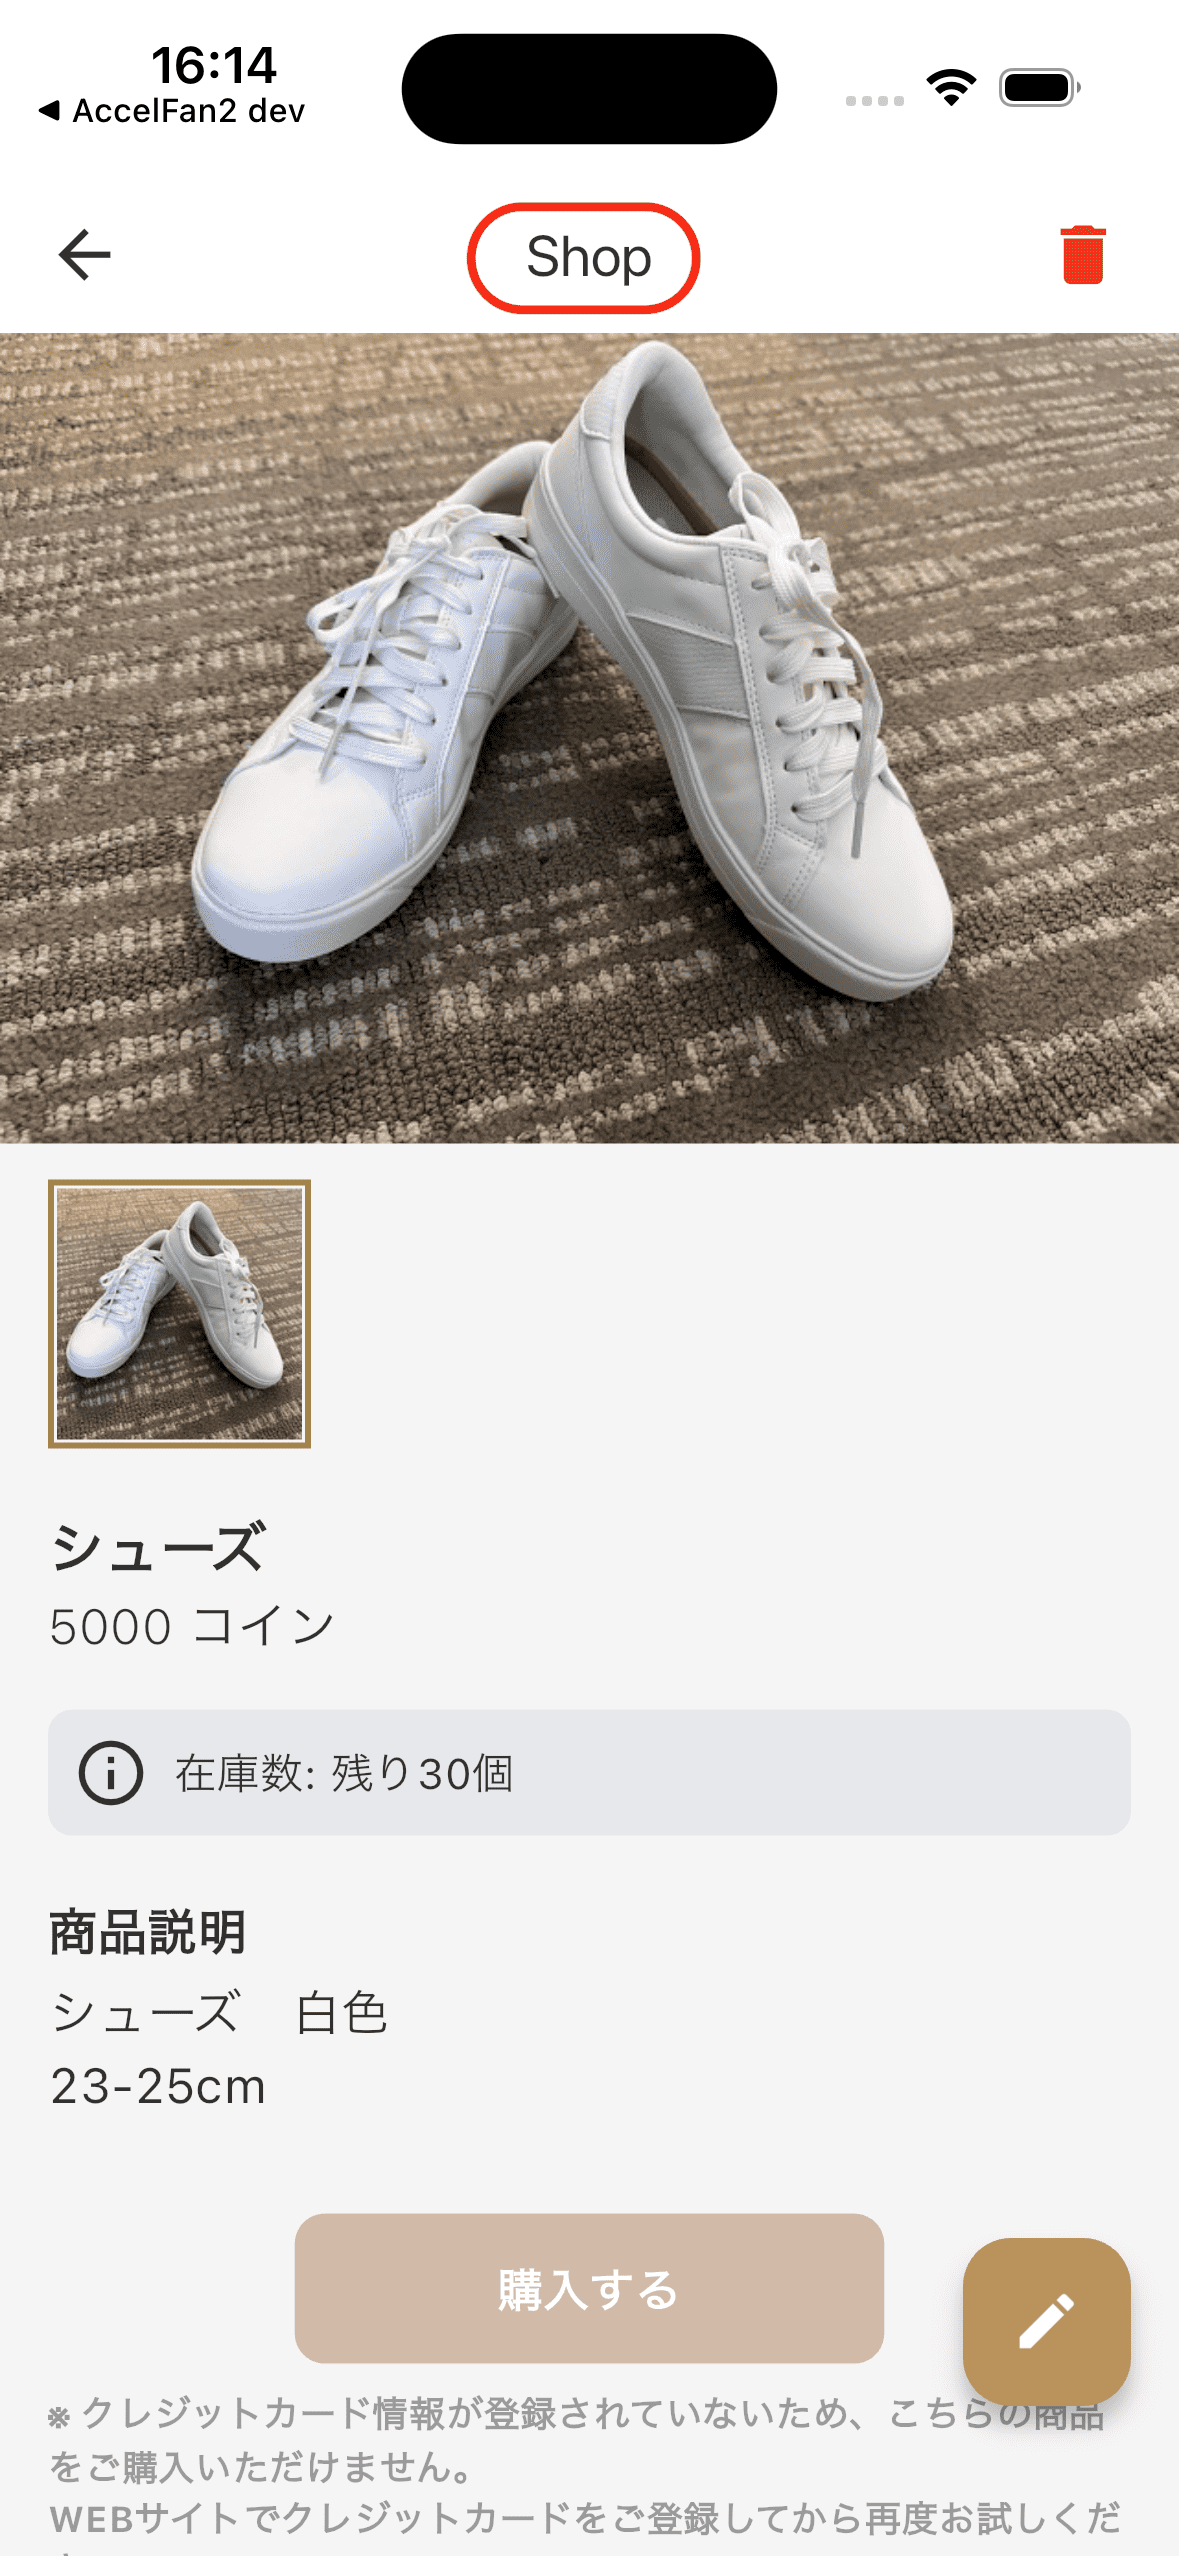 16:14
◀ AccelFan2 dev
Shop
シューズ
5000 コイン
在庫数: 残り30個
商品説明
シューズ　白色
23-25cm
購入する
※ クレジットカード情報が登録されていないため、こちらの商品
をご購入いただけません。
WEBサイトでクレジットカードをご登録してから再度お試しくだ